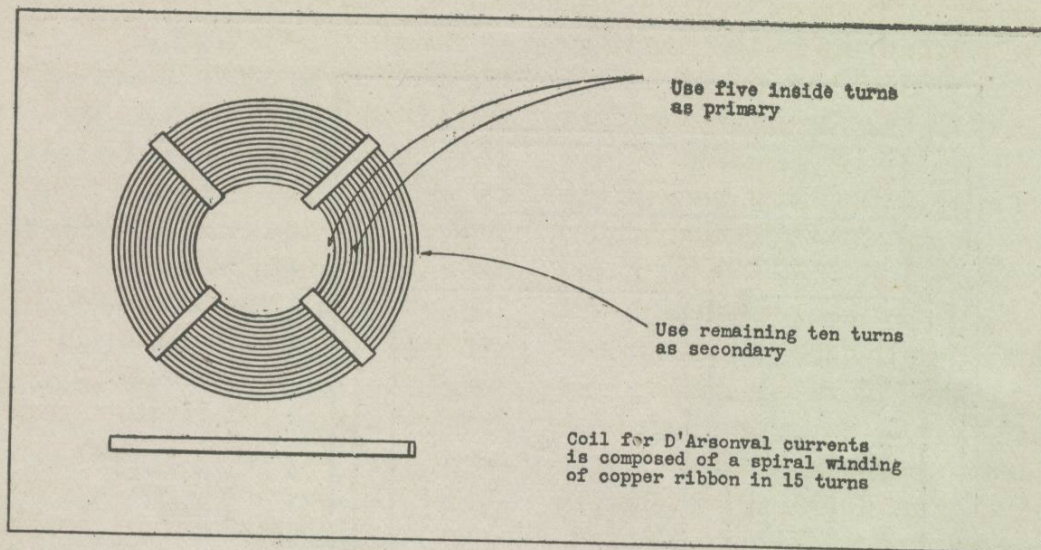 Use five inside turns
as primary
Use remaining ten turns
as secondary
Coil for D'Arsonval currents
is composed of a spiral winding
of copper ribbon in 15 turns